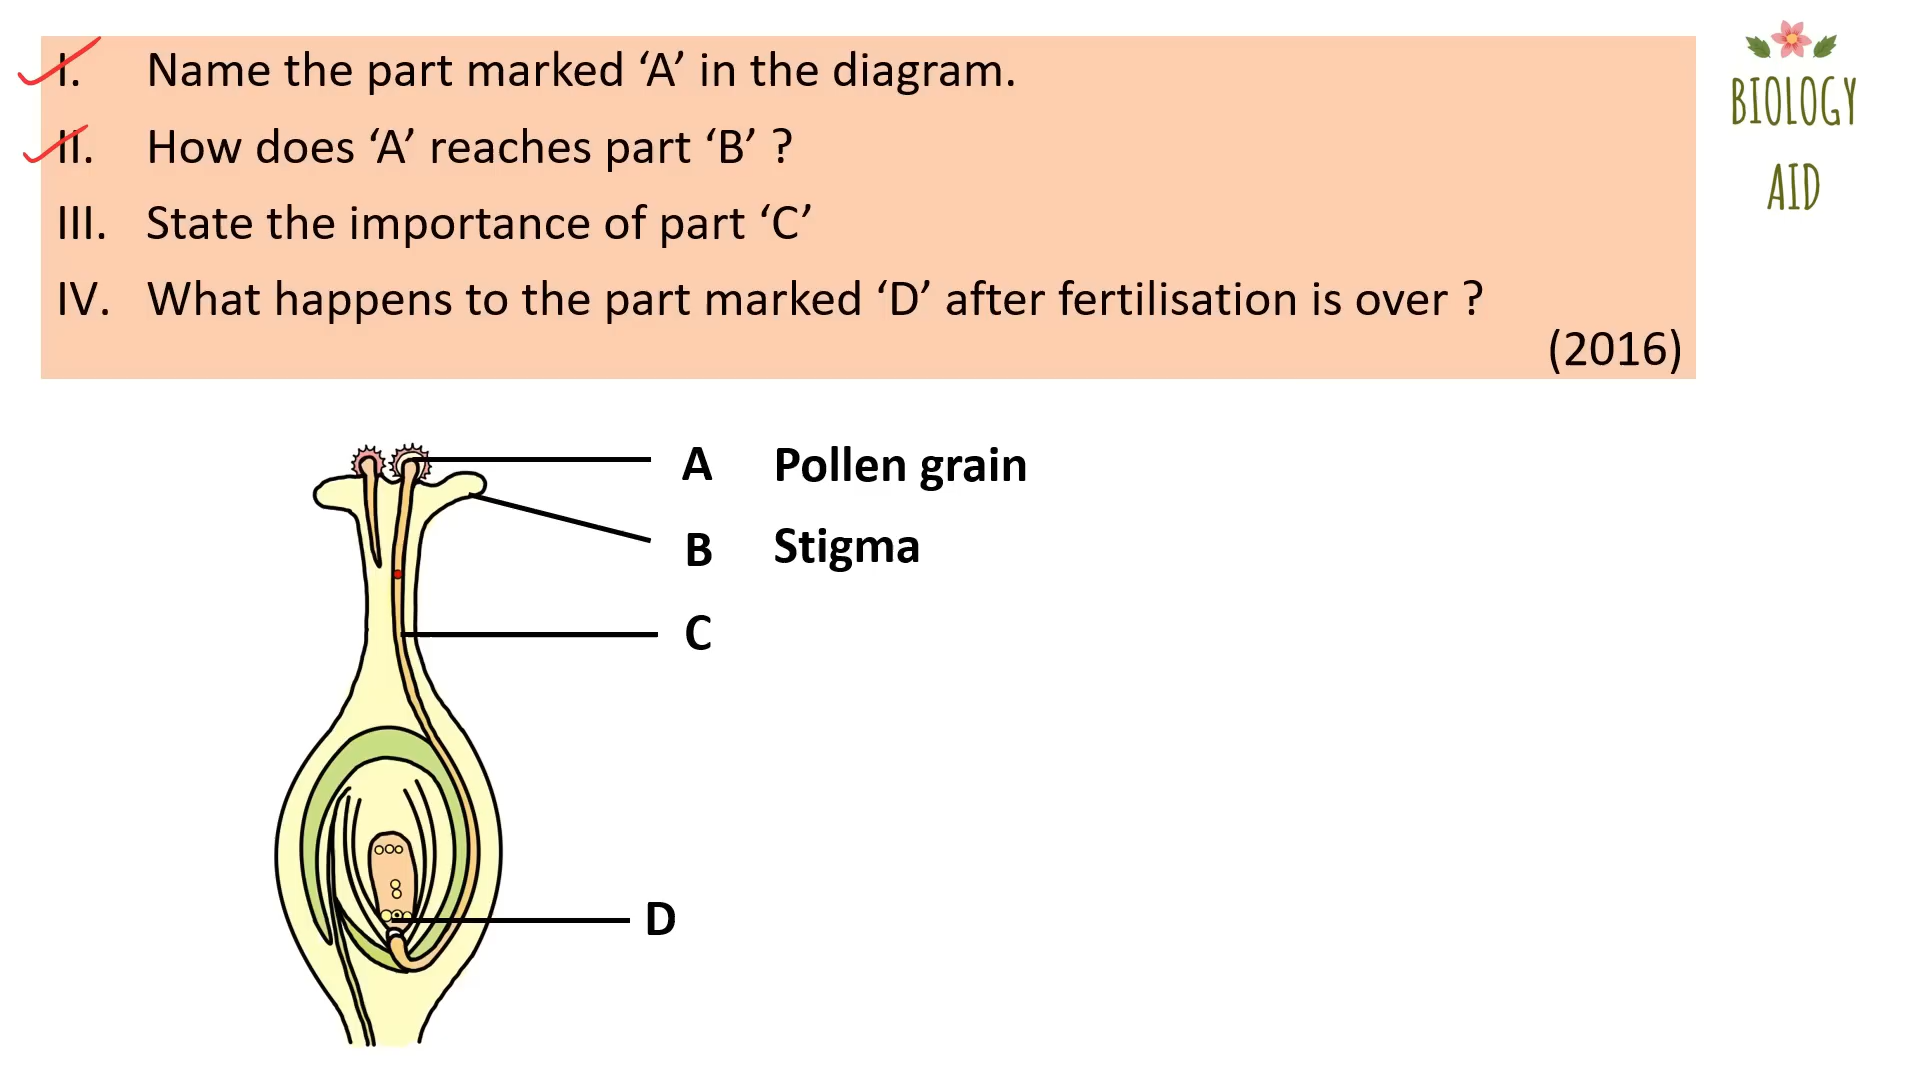 I. Name the part marked ‘A’ in the diagram.
II. How does ‘A’ reaches part ‘B’ ?
III. State the importance of part ‘C’
IV. What happens to the part marked ‘D’ after fertilisation is over ?
(2016)
BIOLOGY
AID
A Pollen grain
B Stigma
C
D